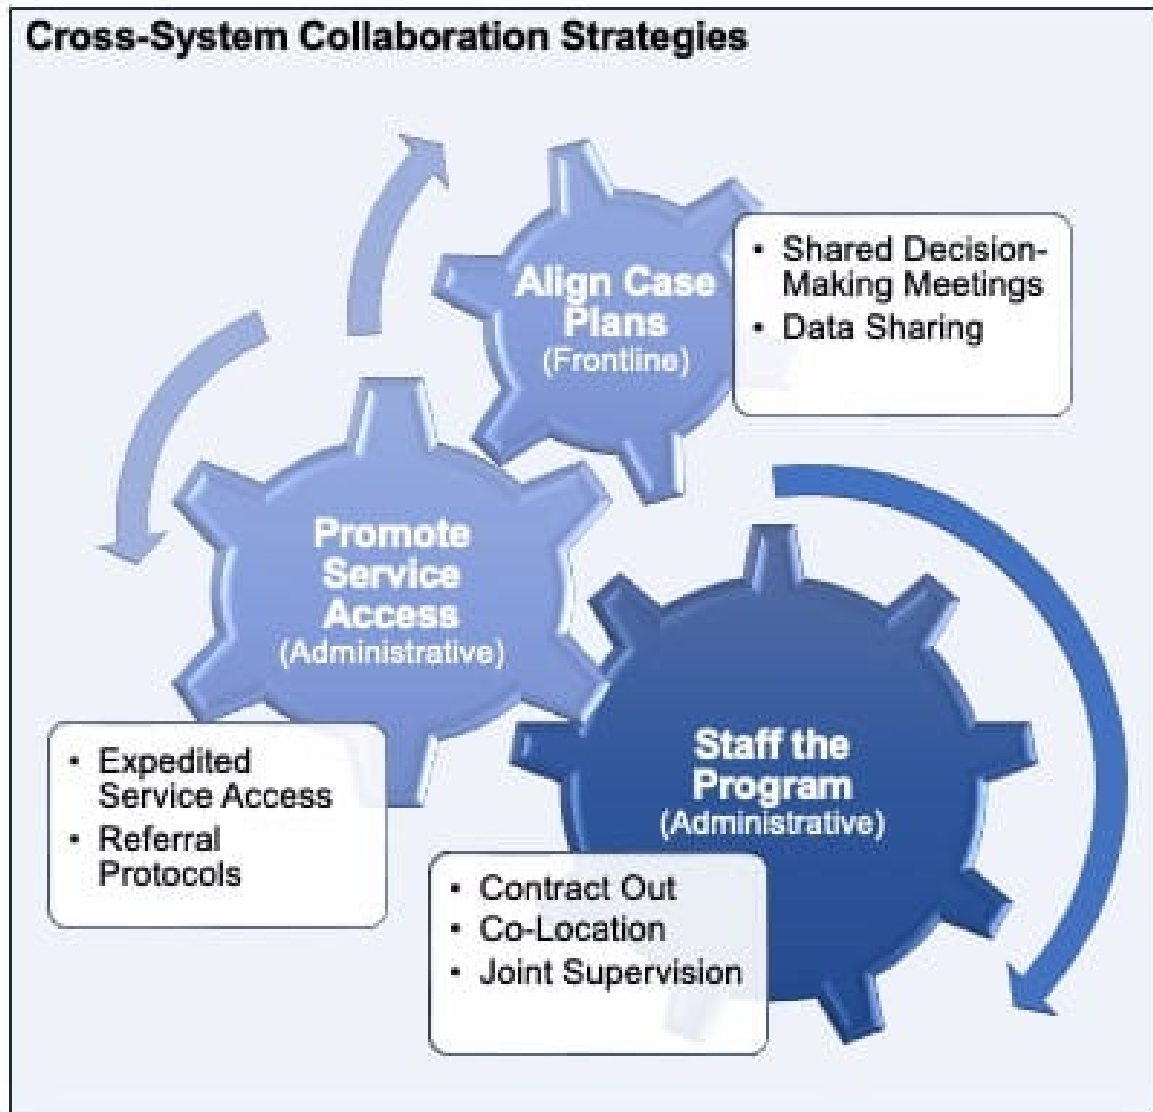 Cross-System Collaboration Strategies
Align Case
Plans
(Frontline)
• Shared Decision-
Making Meetings
• Data Sharing
Promote
Service
Access
(Administrative)
• Expedited
Service Access
• Referral
Protocols
Staff the
Program
(Administrative)
• Contract Out
• Co-Location
• Joint Supervision